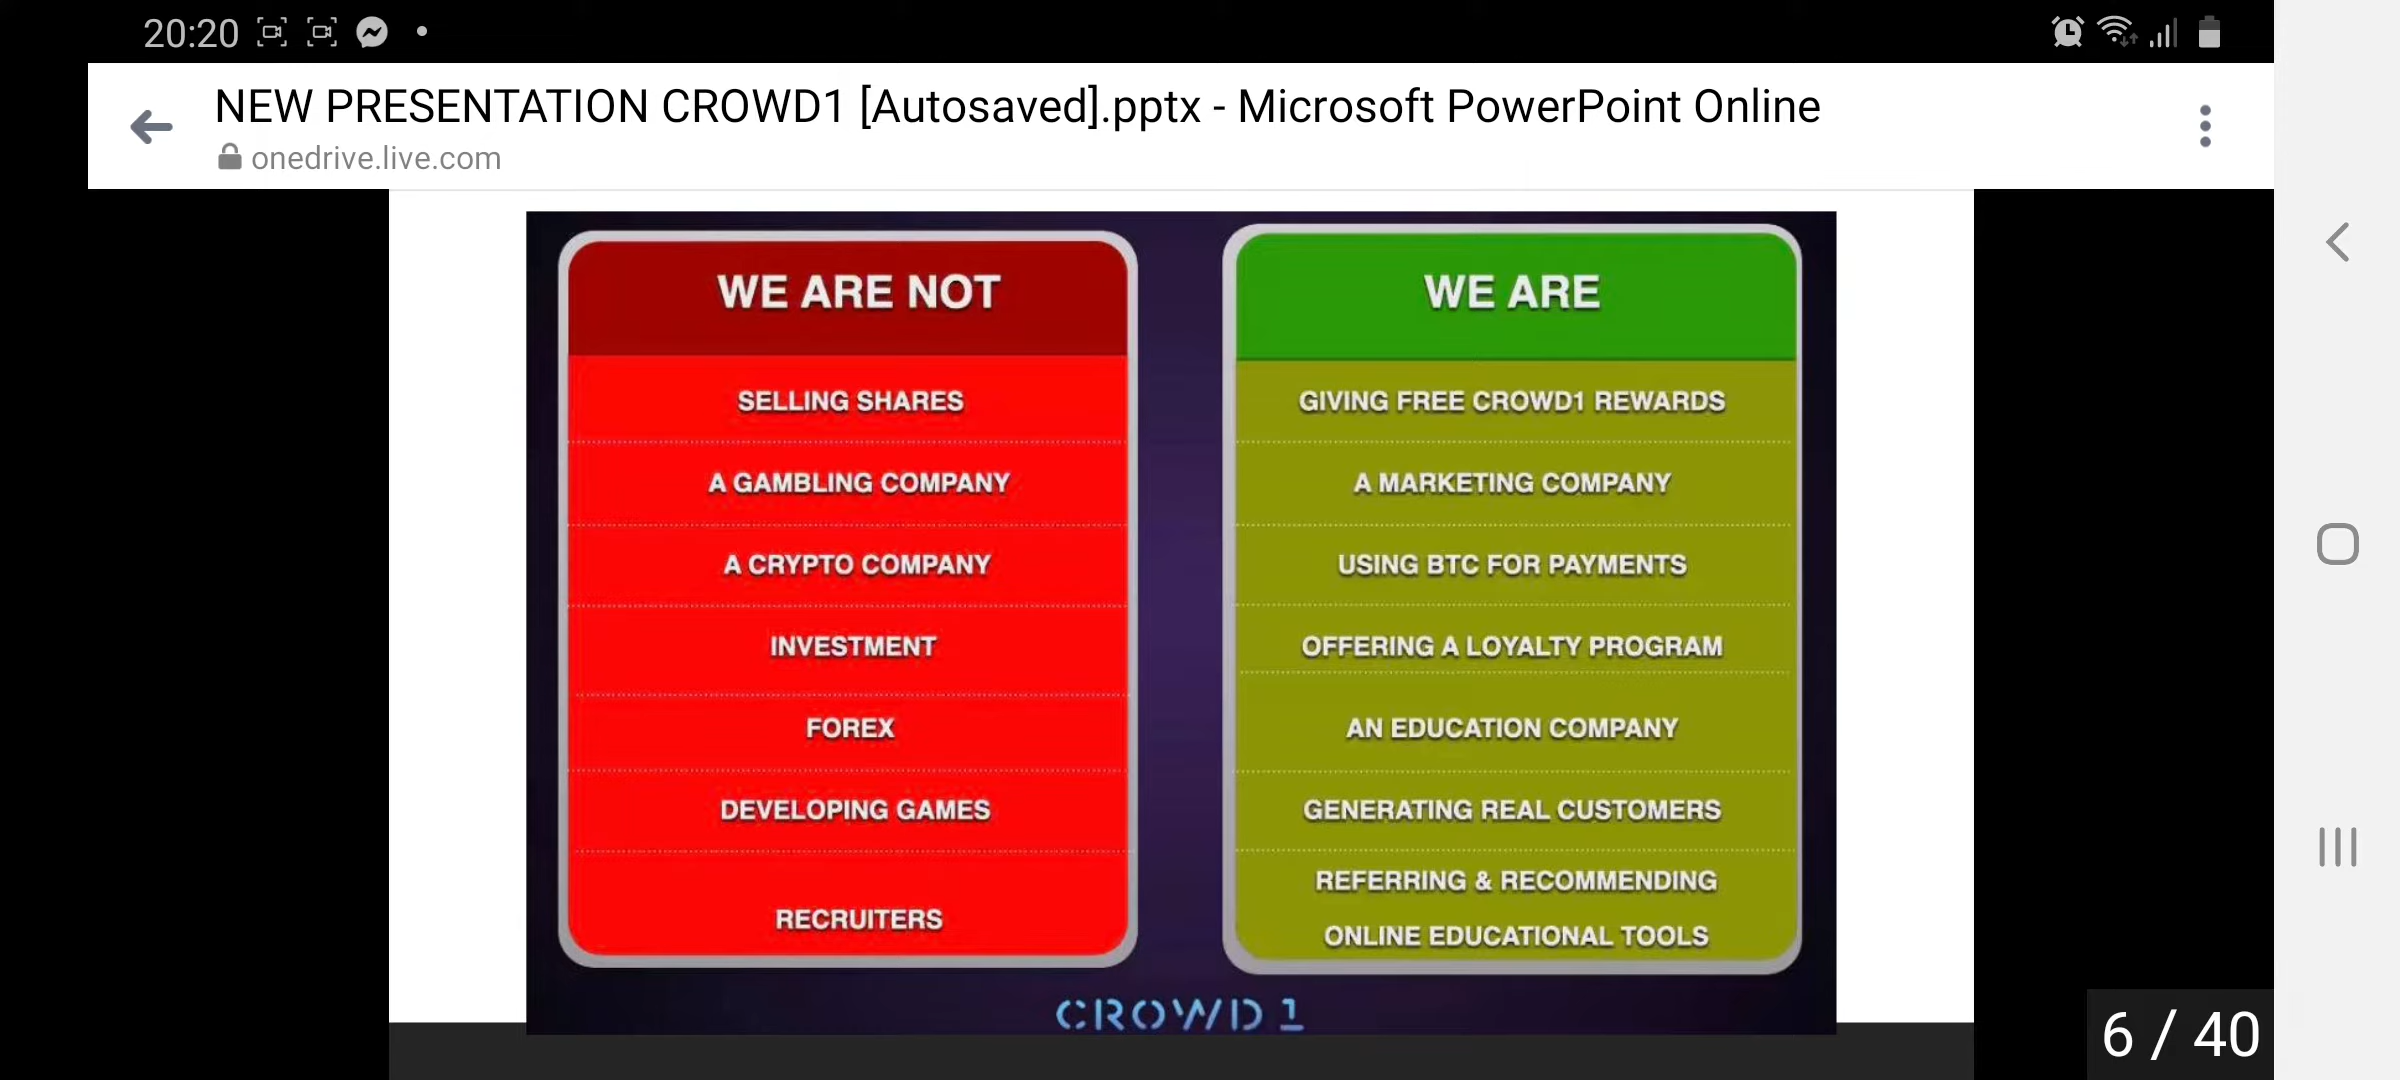 20:20
NEW PRESENTATION CROWD1 [Autosaved].pptx - Microsoft PowerPoint Online
onedrive.live.com
WE ARE NOT
SELLING SHARES
A GAMBLING COMPANY
A CRYPTO COMPANY
INVESTMENT
FOREX
DEVELOPING GAMES
RECRUITERS
WE ARE
GIVING FREE CROWD1 REWARDS
A MARKETING COMPANY
USING BTC FOR PAYMENTS
OFFERING A LOYALTY PROGRAM
AN EDUCATION COMPANY
GENERATING REAL CUSTOMERS
REFERRING & RECOMMENDING
ONLINE EDUCATIONAL TOOLS
CROWD1
6 / 40